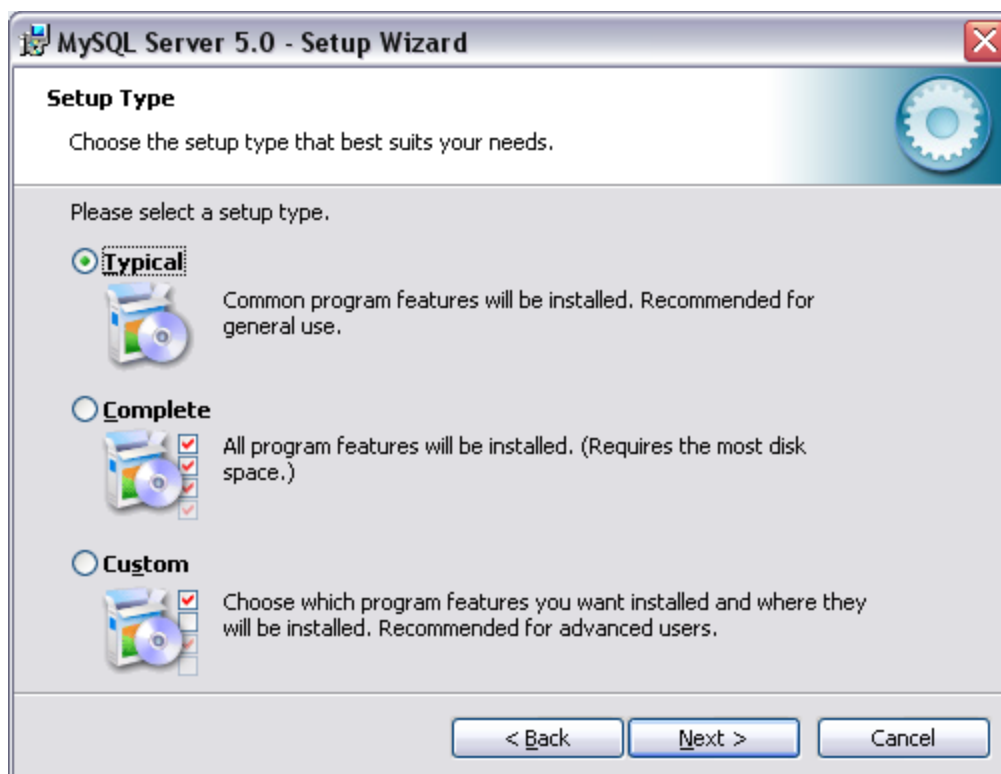 MySQL Server 5.0 - Setup Wizard
Setup Type
Choose the setup type that best suits your needs.
Please select a setup type.
Typical
Common program features will be installed. Recommended for
general use.
Complete
All program features will be installed. (Requires the most disk
space.)
Custom
Choose which program features you want installed and where they
will be installed. Recommended for advanced users.
< Back
Next >
Cancel